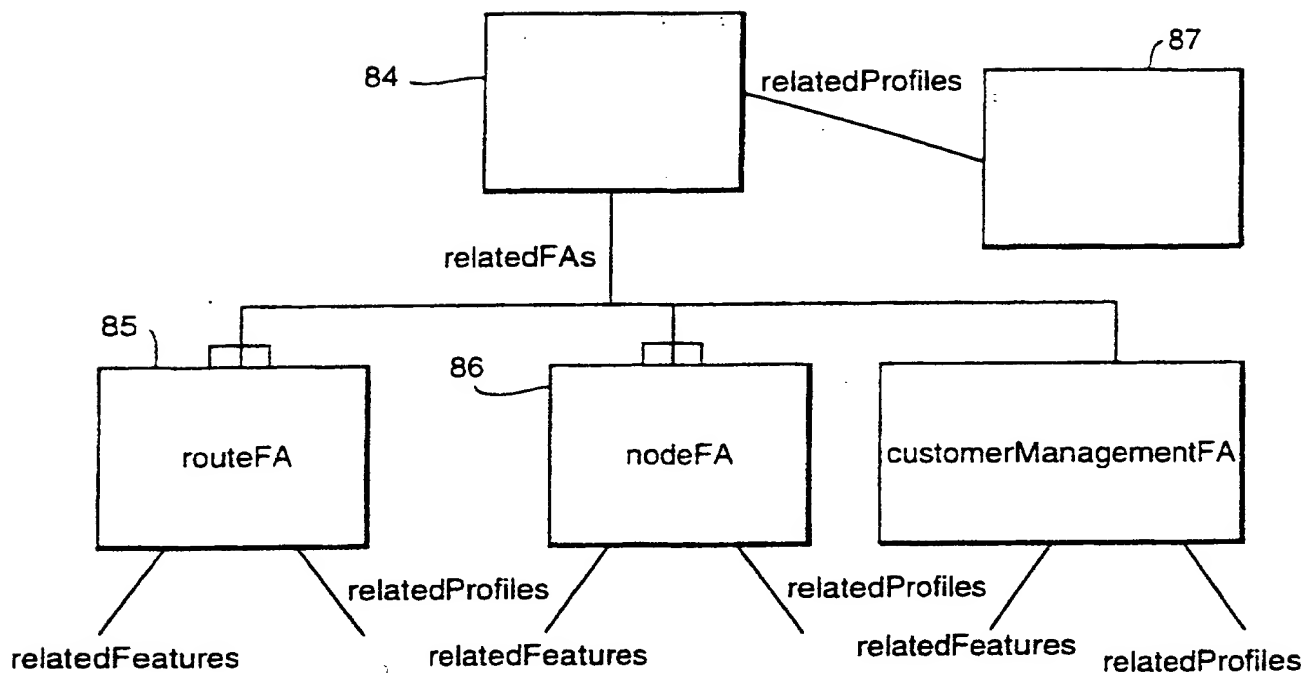 84
87
relatedProfiles
relatedFAs
85
86
routeFA
nodeFA
customerManagementFA
relatedProfiles
relatedProfiles
relatedFeatures
relatedFeatures
relatedFeatures
relatedProfiles